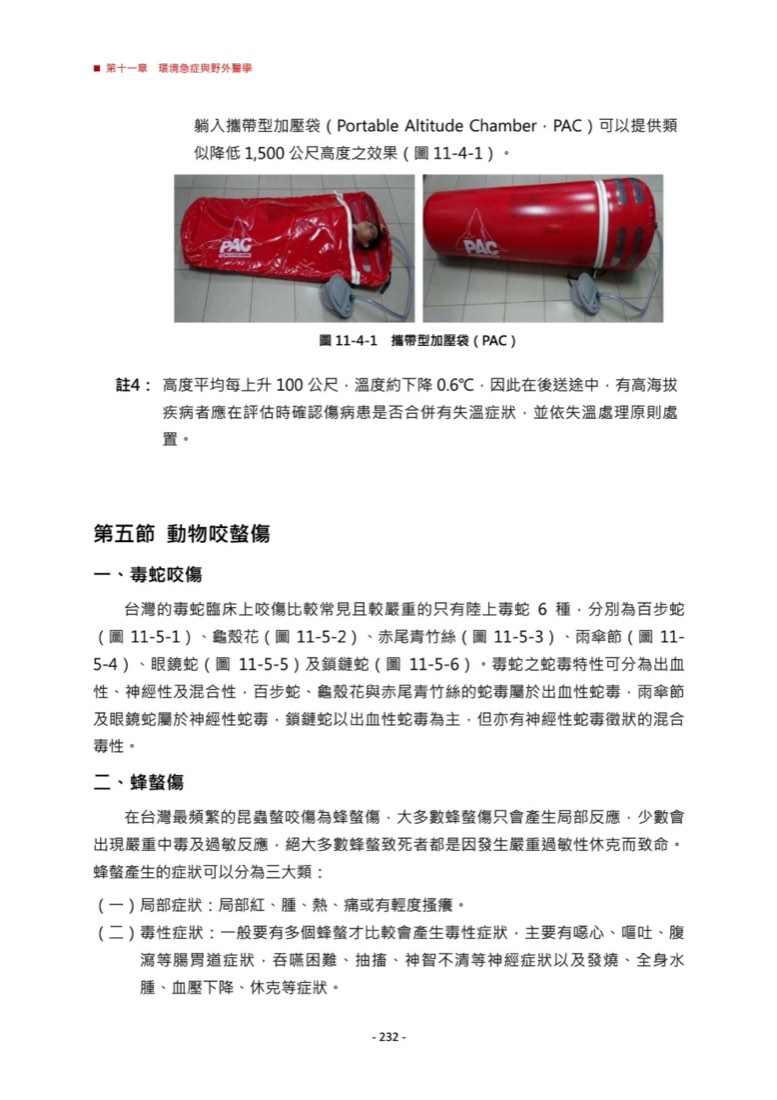 ■ 第十一章　環境急症與野外醫學
躺入攜帶型加壓袋（Portable Altitude Chamber，PAC）可以提供類
似降低 1,500 公尺高度之效果（圖 11-4-1）。
PAC
PAC
圖 11-4-1　攜帶型加壓袋（PAC）
註4：高度平均每上升 100 公尺，溫度約下降 0.6℃，因此在後送途中，有高海拔
疾病者應在評估時確認傷病患是否合併有失溫症狀，並依失溫處理原則處
置。
第五節 動物咬螫傷
一、毒蛇咬傷
台灣的毒蛇臨床上咬傷比較常見且較嚴重的只有陸上毒蛇 6 種，分別為百步蛇
（圖 11-5-1）、龜殼花（圖 11-5-2）、赤尾青竹絲（圖 11-5-3）、雨傘節（圖 11-
5-4）、眼鏡蛇（圖 11-5-5）及鎖鏈蛇（圖 11-5-6）。毒蛇之蛇毒特性可分為出血
性、神經性及混合性，百步蛇、龜殼花與赤尾青竹絲的蛇毒屬於出血性蛇毒，雨傘節
及眼鏡蛇屬於神經性蛇毒，鎖鏈蛇以出血性蛇毒為主，但亦有神經性蛇毒徵狀的混合
毒性。
二、蜂螫傷
在台灣最頻繁的昆蟲螫咬傷為蜂螫傷，大多數蜂螫傷只會產生局部反應，少數會
出現嚴重中毒及過敏反應，絕大多數蜂螫致死者都是因發生嚴重過敏性休克而致命。
蜂螫產生的症狀可以分為三大類：
（一）局部症狀：局部紅、腫、熱、痛或有輕度搔癢。
（二）毒性症狀：一般要有多個蜂螫才比較會產生毒性症狀，主要有噁心、嘔吐、腹
瀉等腸胃道症狀，吞嚥困難、抽搐、神智不清等神經症狀以及發燒、全身水
腫、血壓下降、休克等症狀。
- 232 -